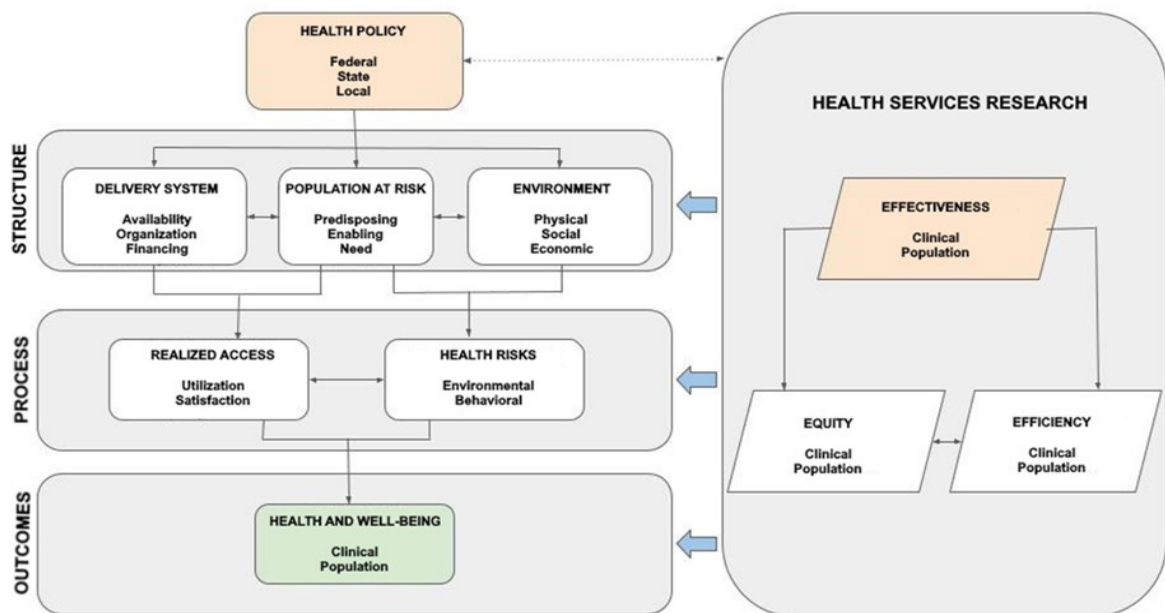 HEALTH POLICY
Federal
State
Local
HEALTH SERVICES RESEARCH
STRUCTURE
DELIVERY SYSTEM
Availability
Organization
Financing
POPULATION AT RISK
Predisposing
Enabling
Need
ENVIRONMENT
Physical
Social
Economic
EFFECTIVENESS
Clinical
Population
PROCESS
REALIZED ACCESS
Utilization
Satisfaction
HEALTH RISKS
Environmental
Behavioral
EQUITY
Clinical
Population
EFFICIENCY
Clinical
Population
OUTCOMES
HEALTH AND WELL-BEING
Clinical
Population